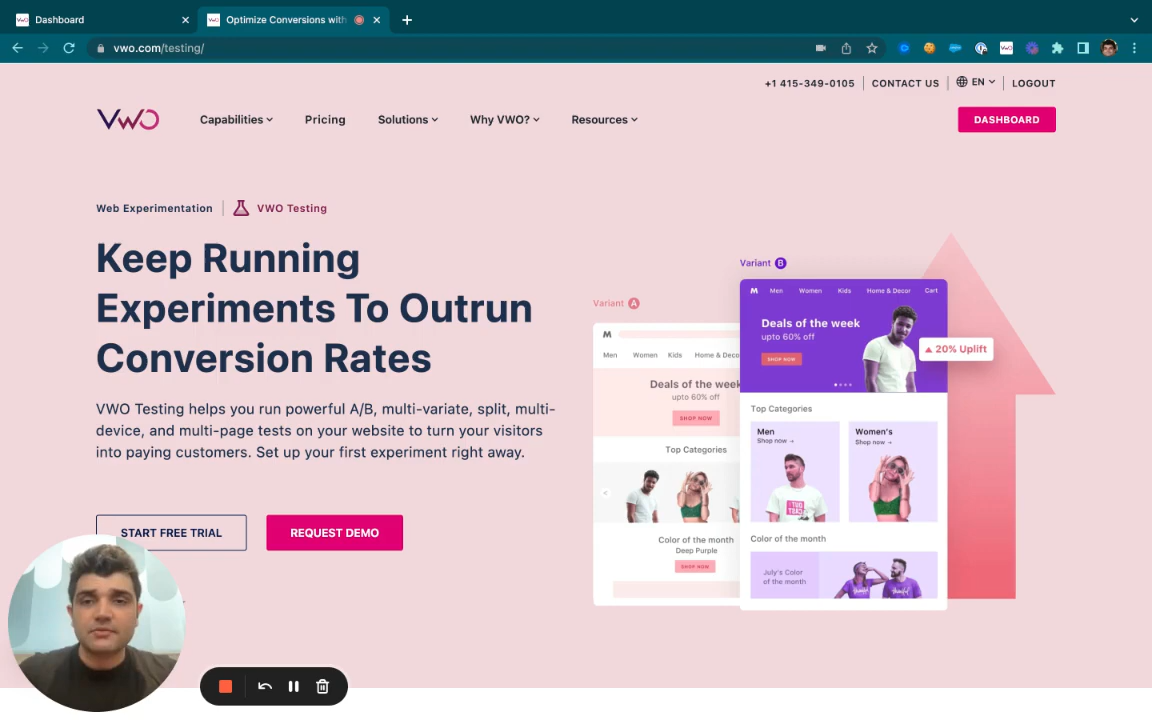 VWO
Dashboard
VWO
Optimize Conversions with
vwo.com/testing/
VWO
+1 415-349-0105
CONTACT US
EN
LOGOUT
VWO
Capabilities
Pricing
Solutions
Why VWO?
Resources
DASHBOARD
Web Experimentation
VWO Testing
Keep Running
Experiments To Outrun
Conversion Rates
VWO Testing helps you run powerful A/B, multi-variate, split, multi-
device, and multi-page tests on your website to turn your visitors
into paying customers. Set up your first experiment right away.
START FREE TRIAL
REQUEST DEMO
Variant A
M
Men Women Kids Home & Deco
Deals of the week
upto 60% off
SHOP NOW
Top Categories
Color of the month
Deep Purple
SHOP NOW
Variant B
M Men Women Kids Home & Decor Cart
Deals of the week
upto 60% off
SHOP NOW
20% Uplift
Top Categories
Men
Shop now →
Women's
Shop now →
Color of the month
July's Color
of the month